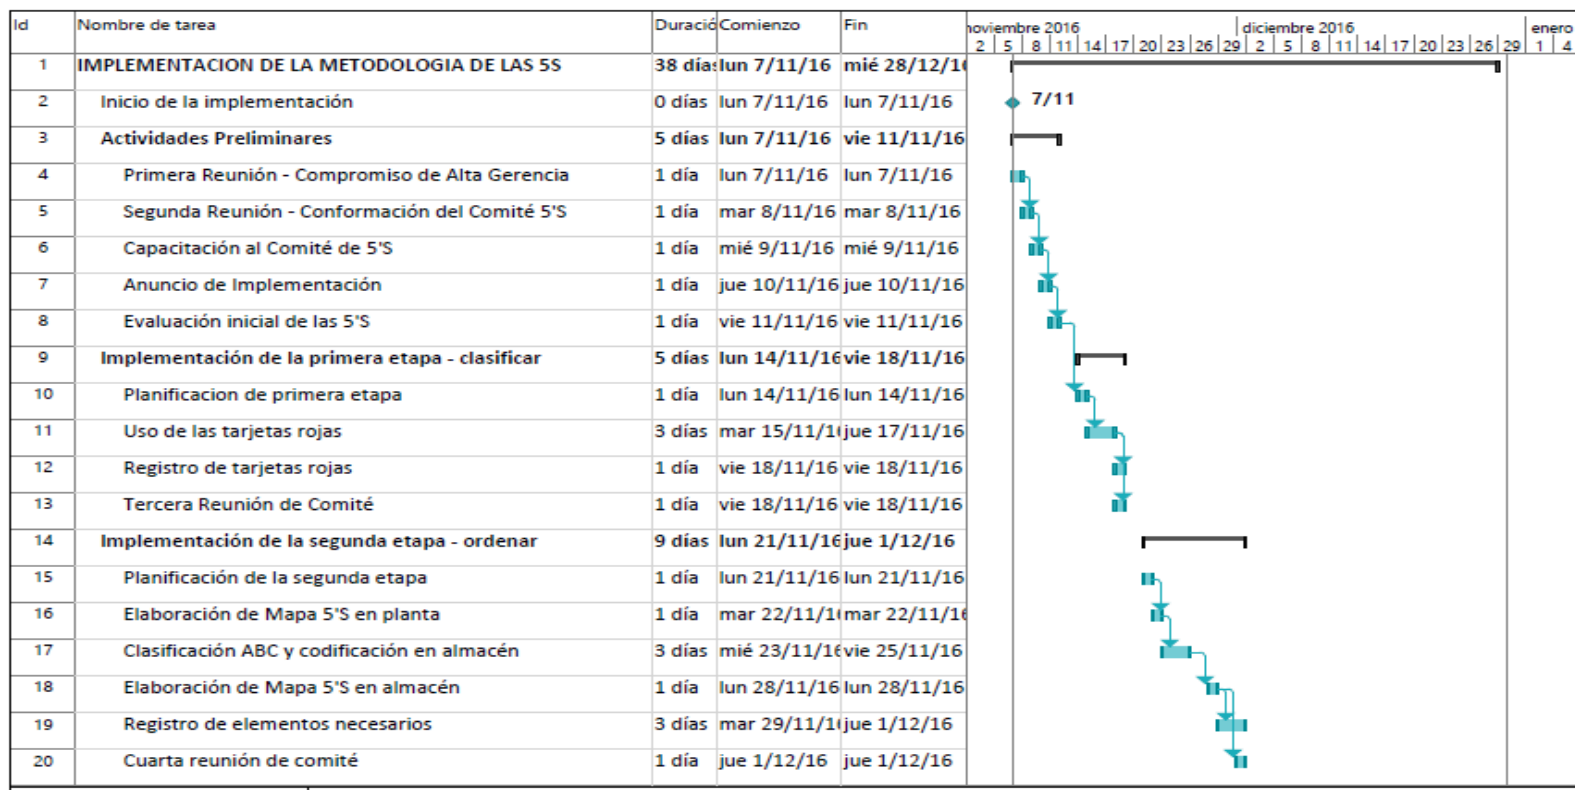 Id Nombre de tarea Duració Comienzo Fin noviembre 2016 diciembre 2016 enero
2 5 8 11 14 17 20 23 26 29 2 5 8 11 14 17 20 23 26 29 1 4
1 IMPLEMENTACION DE LA METODOLOGIA DE LAS 5S 38 días lun 7/11/16 mié 28/12/16
2 Inicio de la implementación 0 días lun 7/11/16 lun 7/11/16 7/11
3 Actividades Preliminares 5 días lun 7/11/16 vie 11/11/16
4 Primera Reunión - Compromiso de Alta Gerencia 1 día lun 7/11/16 lun 7/11/16
5 Segunda Reunión - Conformación del Comité 5'S 1 día mar 8/11/16 mar 8/11/16
6 Capacitación al Comité de 5'S 1 día mié 9/11/16 mié 9/11/16
7 Anuncio de Implementación 1 día jue 10/11/16 jue 10/11/16
8 Evaluación inicial de las 5'S 1 día vie 11/11/16 vie 11/11/16
9 Implementación de la primera etapa - clasificar 5 días lun 14/11/16 vie 18/11/16
10 Planificacion de primera etapa 1 día lun 14/11/16 lun 14/11/16
11 Uso de las tarjetas rojas 3 días mar 15/11/16 jue 17/11/16
12 Registro de tarjetas rojas 1 día vie 18/11/16 vie 18/11/16
13 Tercera Reunión de Comité 1 día vie 18/11/16 vie 18/11/16
14 Implementación de la segunda etapa - ordenar 9 días lun 21/11/16 jue 1/12/16
15 Planificación de la segunda etapa 1 día lun 21/11/16 lun 21/11/16
16 Elaboración de Mapa 5'S en planta 1 día mar 22/11/16 mar 22/11/16
17 Clasificación ABC y codificación en almacén 3 días mié 23/11/16 vie 25/11/16
18 Elaboración de Mapa 5'S en almacén 1 día lun 28/11/16 lun 28/11/16
19 Registro de elementos necesarios 3 días mar 29/11/16 jue 1/12/16
20 Cuarta reunión de comité 1 día jue 1/12/16 jue 1/12/16